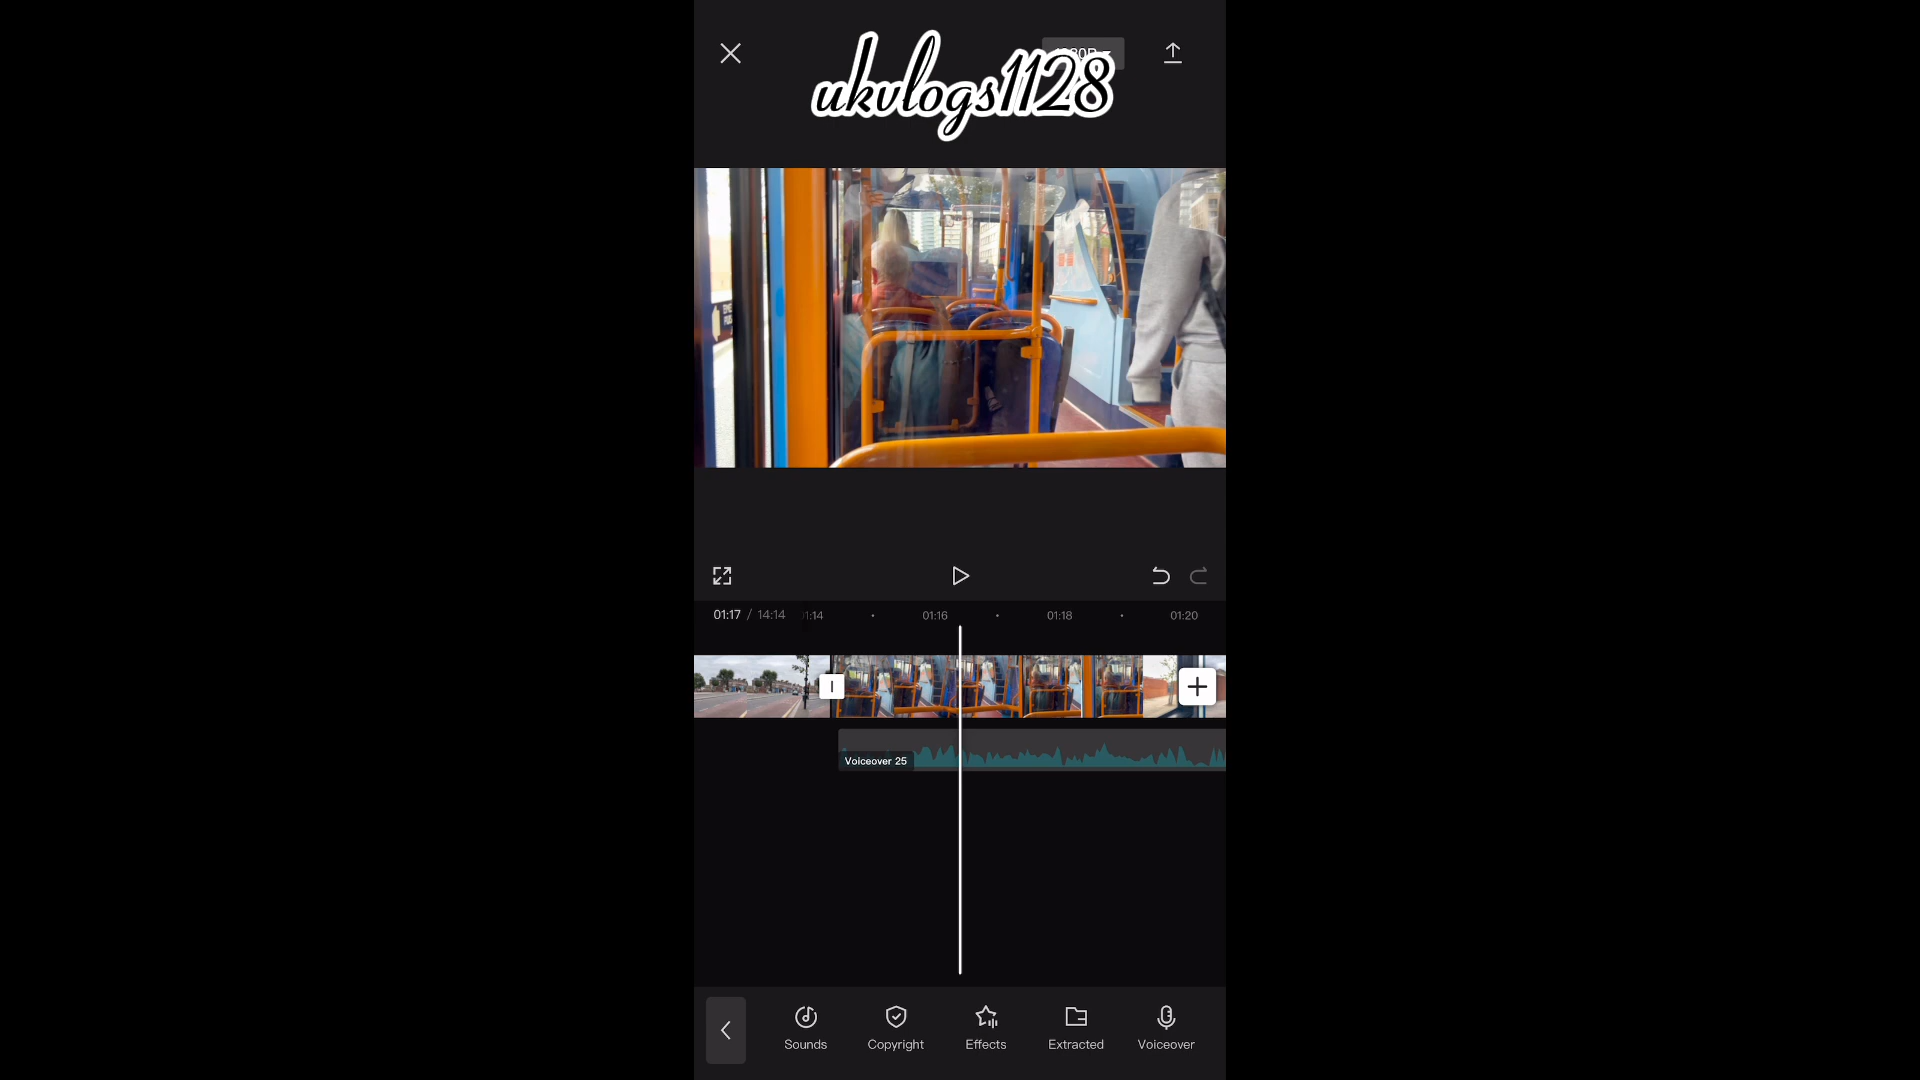 ukvlogs1128
01:17 / 14:14
01:16
01:18
01:20
Voiceover 25
Sounds
Copyright
Effects
Extracted
Voiceover